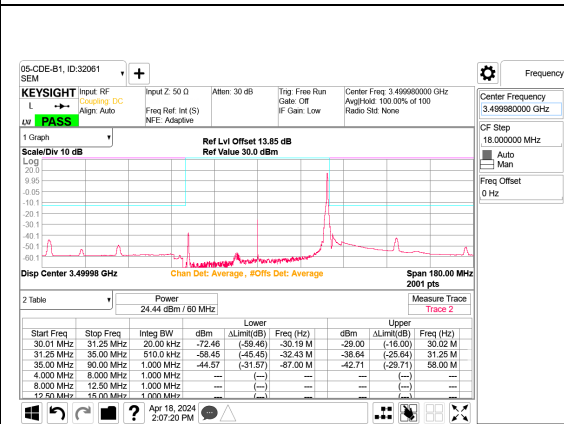 05-CDE-B1, ID:32061
SEM
Frequency
KEYSIGHT Input: RF Input Z: 50 Ω Atten: 30 dB Trig: Free Run Center Freq: 3.499980000 GHz
L Coupling: DC Gate: Off Avg|Hold: 100.00% of 100
Align: Auto Freq Ref: Int (S) IF Gain: Low Radio Std: None
LXI PASS NFE: Adaptive
Center Frequency
3.499980000 GHz
CF Step
18.000000 MHz
Auto
Man
Freq Offset
0 Hz
1 Graph
Scale/Div 10 dB
Ref Lvl Offset 13.85 dB
Ref Value 30.0 dBm
Log
20.0
9.95
-0.05
-10.1
-20.1
-30.1
-40.1
-50.1
-60.1
Disp Center 3.49998 GHz Chan Det: Average, #Offs Det: Average Span 180.00 MHz
2001 pts
2 Table
Power
24.44 dBm / 60 MHz
Measure Trace
Trace 2
Lower Upper
Start Freq Stop Freq Integ BW dBm ΔLimit(dB) Freq (Hz) dBm ΔLimit(dB) Freq (Hz)
30.01 MHz 31.25 MHz 20.00 kHz -72.46 (-59.46) -30.19 M -29.00 (-16.00) 30.02 M
31.25 MHz 35.00 MHz 510.0 kHz -58.45 (-45.45) -32.43 M -38.64 (-25.64) 31.25 M
35.00 MHz 90.00 MHz 1.000 MHz -44.57 (-31.57) -87.00 M -42.71 (-29.71) 58.00 M
4.000 MHz 8.000 MHz 1.000 MHz --- (---) --- --- (---) ---
8.000 MHz 12.50 MHz 1.000 MHz --- (---) --- --- (---) ---
12.50 MHz 15.00 MHz 1.000 MHz --- (---) --- --- (---) ---
Apr 18, 2024
2:07:20 PM